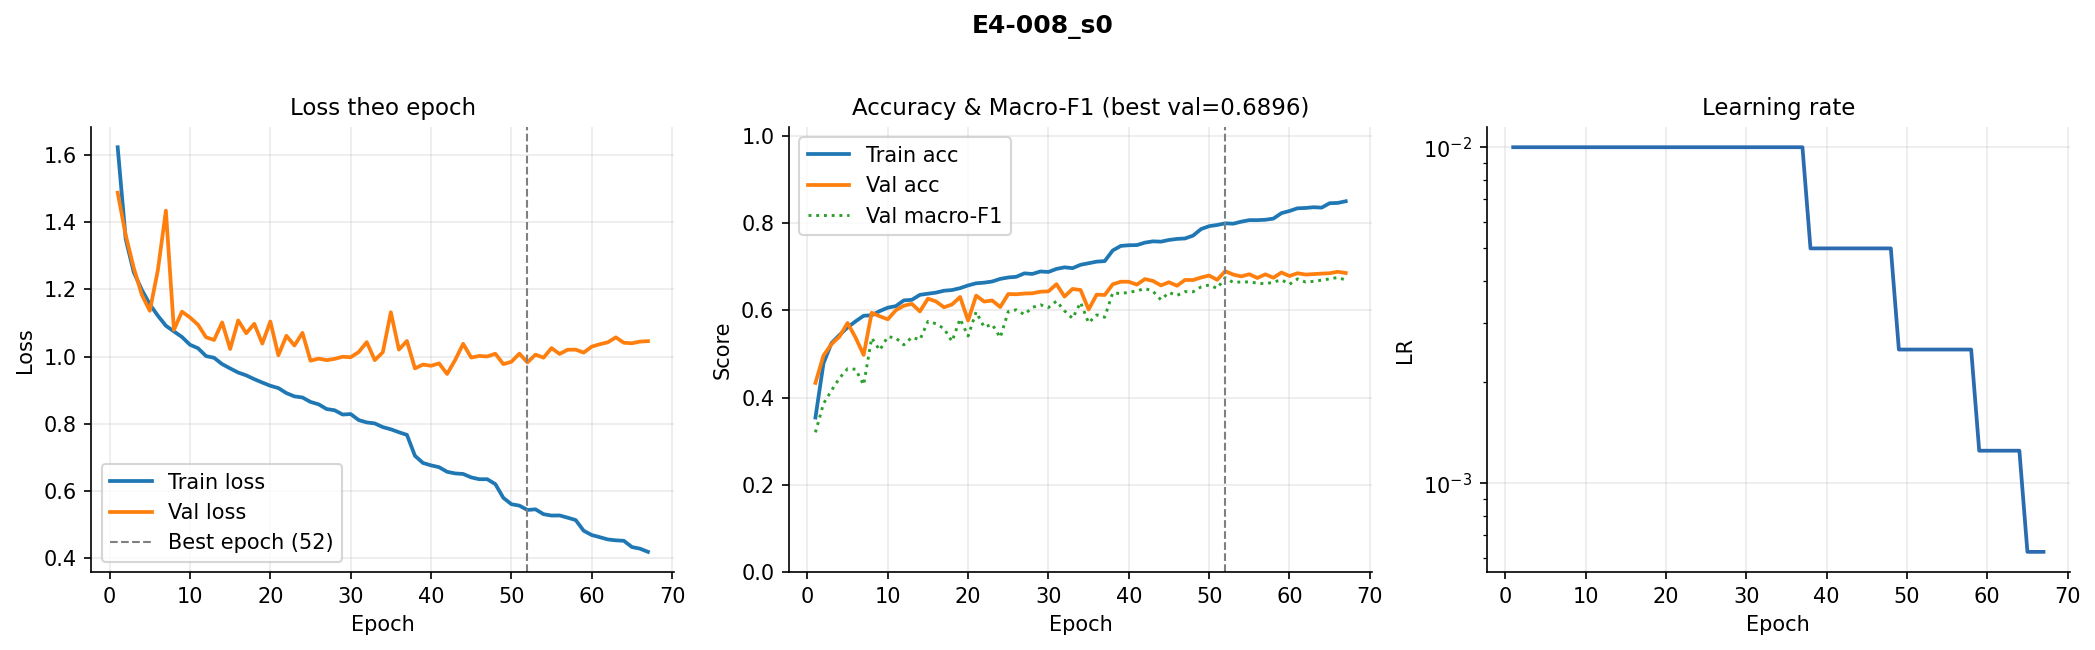 E4-008_s0
Loss theo epoch
Loss
1.6
1.4
1.2
1.0
0.8
0.6
0.4
Train loss
Val loss
Best epoch (52)
0 10 20 30 40 50 60 70
Epoch
Accuracy & Macro-F1 (best val=0.6896)
Score
1.0
0.8
0.6
0.4
0.2
0.0
Train acc
Val acc
Val macro-F1
0 10 20 30 40 50 60 70
Epoch
Learning rate
LR
10⁻²
10⁻³
0 10 20 30 40 50 60 70
Epoch